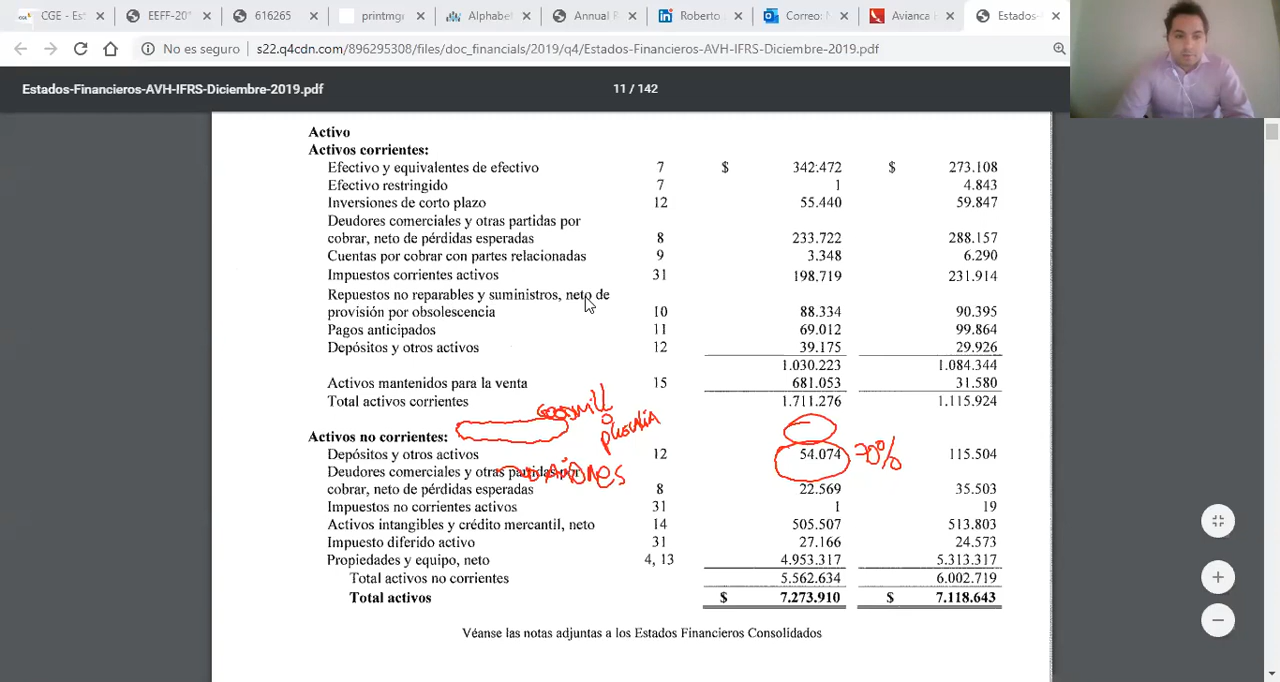 CGE - Es
EEFF-20
616265
printmg
Alphabet
Annual R
Roberto
Correo: M
Avianca H
Estados-
No es seguro | s22.q4cdn.com/896295308/files/doc_financials/2019/q4/Estados-Financieros-AVH-IFRS-Diciembre-2019.pdf
Estados-Financieros-AVH-IFRS-Diciembre-2019.pdf 11 / 142
Activo
Activos corrientes:
Efectivo y equivalentes de efectivo 7 $ 342.472 $ 273.108
Efectivo restringido 7 1 4.843
Inversiones de corto plazo 12 55.440 59.847
Deudores comerciales y otras partidas por
cobrar, neto de pérdidas esperadas 8 233.722 288.157
Cuentas por cobrar con partes relacionadas 9 3.348 6.290
Impuestos corrientes activos 31 198.719 231.914
Repuestos no reparables y suministros, neto de
provisión por obsolescencia 10 88.334 90.395
Pagos anticipados 11 69.012 99.864
Depósitos y otros activos 12 39.175 29.926
1.030.223 1.084.344
Activos mantenidos para la venta 15 681.053 31.580
Total activos corrientes 1.711.276 1.115.924
Goodwill
o
plusvalía
Activos no corrientes:
Depósitos y otros activos 12 54.074 70% 115.504
Deudores comerciales y otras partidas por
aviones
cobrar, neto de pérdidas esperadas 8 22.569 35.503
Impuestos no corrientes activos 31 1 19
Activos intangibles y crédito mercantil, neto 14 505.507 513.803
Impuesto diferido activo 31 27.166 24.573
Propiedades y equipo, neto 4, 13 4.953.317 5.313.317
Total activos no corrientes 5.562.634 6.002.719
Total activos $ 7.273.910 $ 7.118.643
Véanse las notas adjuntas a los Estados Financieros Consolidados